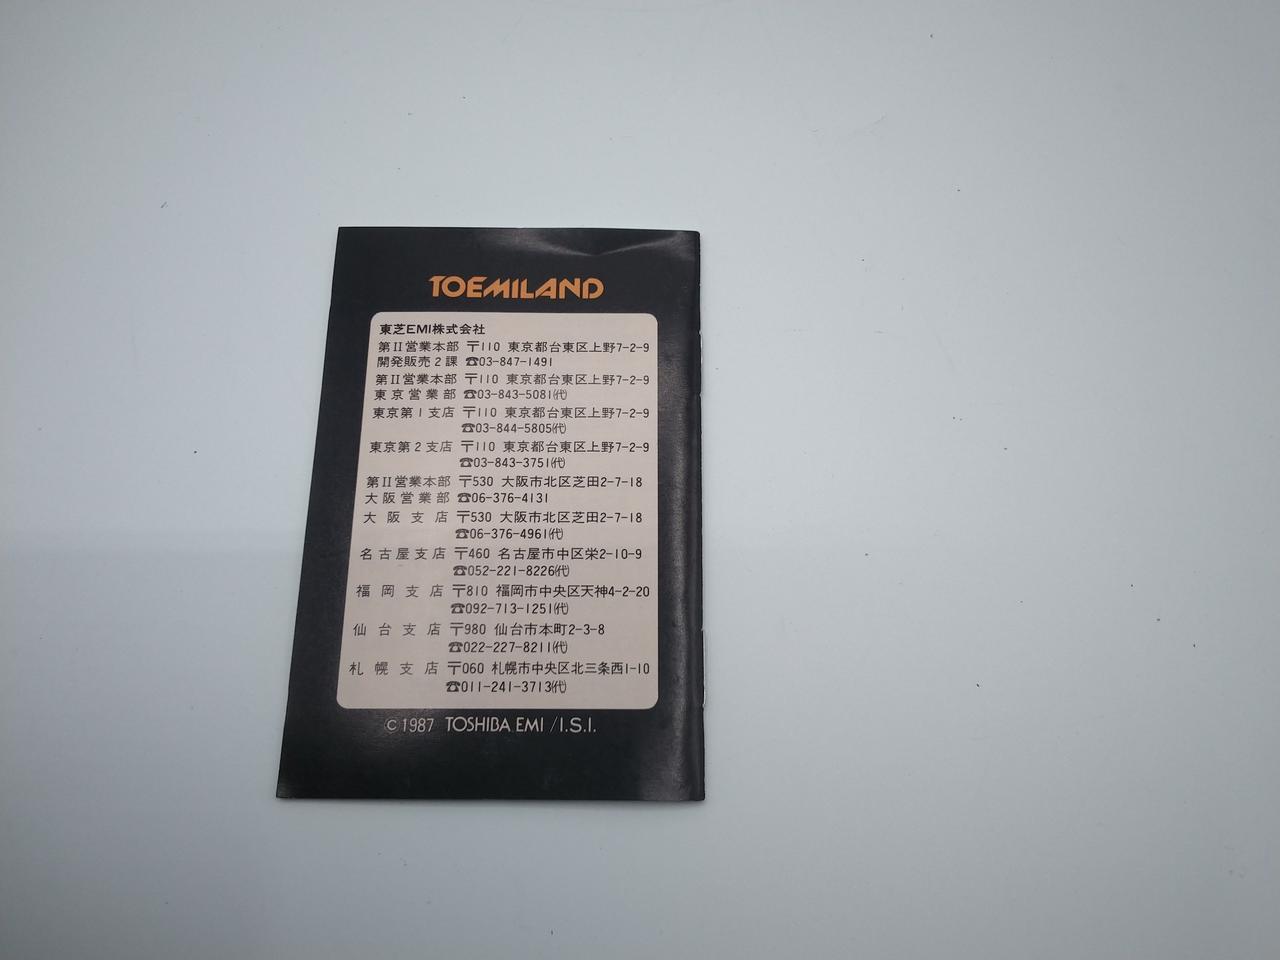 TOEMILAND
東芝EMI株式会社
第II営業本部 〒110 東京都台東区上野7-2-9
開発販売2課 ☎03-847-1491
第II営業本部 〒110 東京都台東区上野7-2-9
東京営業部 ☎03-843-5081㈹
東京第1支店 〒110 東京都台東区上野7-2-9
☎03-844-5805㈹
東京第2支店 〒110 東京都台東区上野7-2-9
☎03-843-3751㈹
第II営業本部 〒530 大阪市北区芝田2-7-18
大阪営業部 ☎06-376-4131
大阪支店 〒530 大阪市北区芝田2-7-18
☎06-376-4961㈹
名古屋支店 〒460 名古屋市中区栄2-10-9
☎052-221-8226㈹
福岡支店 〒810 福岡市中央区天神4-2-20
☎092-713-1251㈹
仙台支店 〒980 仙台市本町2-3-8
☎022-227-8211㈹
札幌支店 〒060 札幌市中央区北三条西1-10
☎011-241-3713㈹
©1987 TOSHIBA EMI /I.S.I.